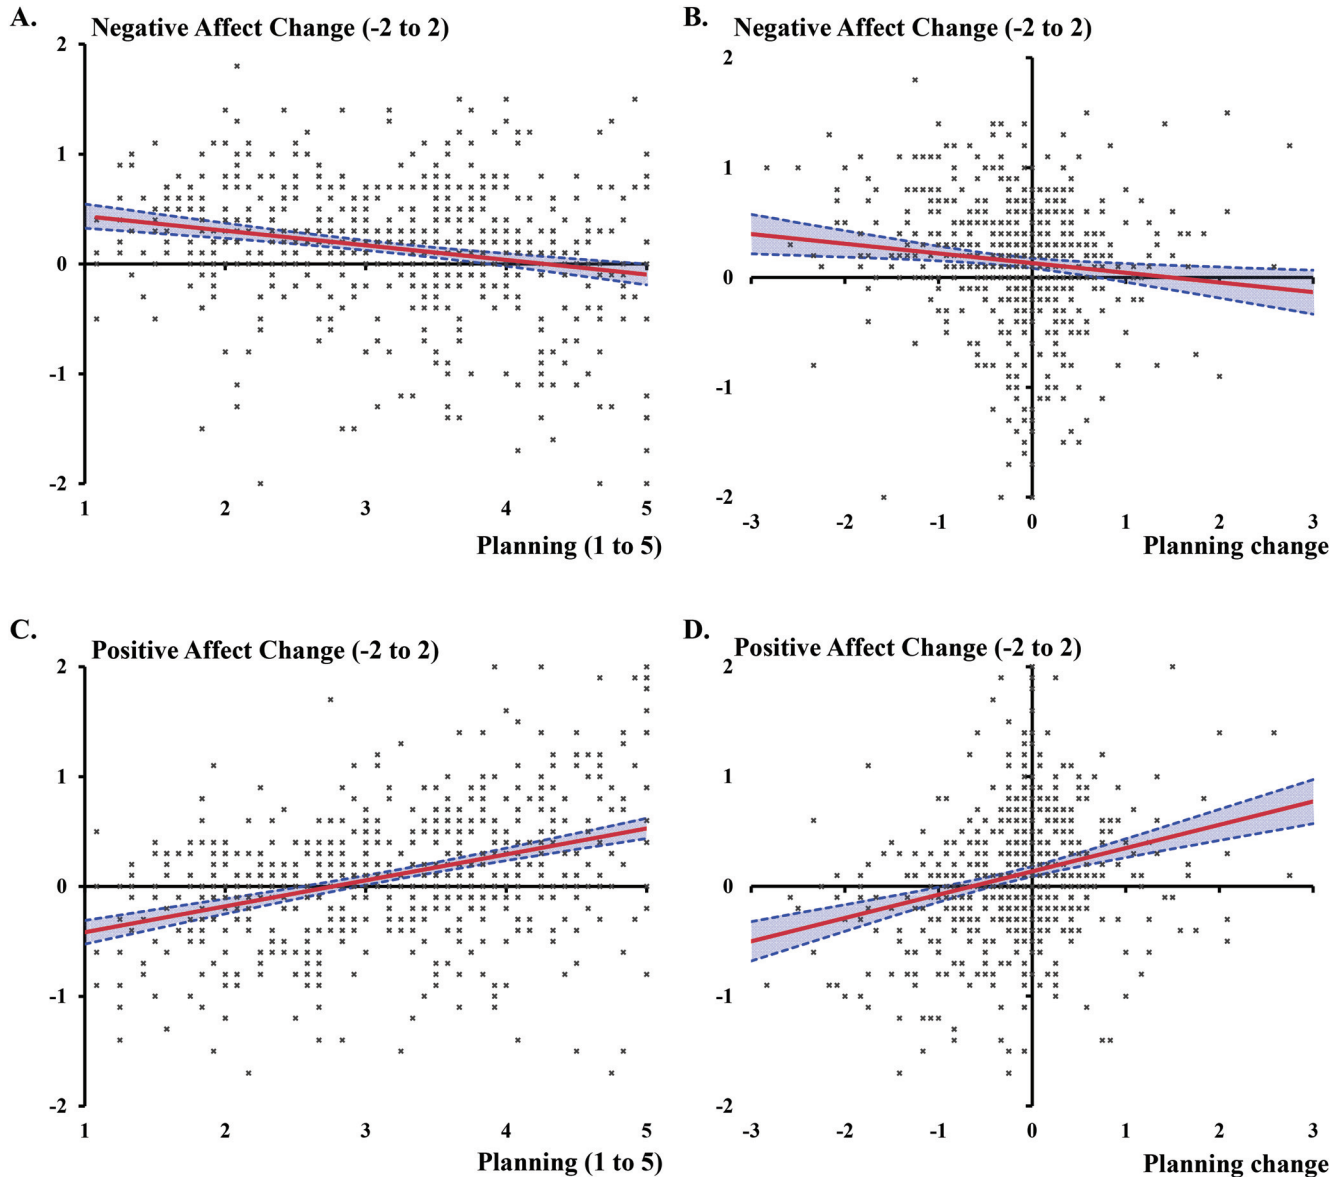 A.
Negative Affect Change (-2 to 2)
2
1
0
-1
-2
1 2 3 4 5
Planning (1 to 5)
B.
Negative Affect Change (-2 to 2)
2
1
0
-1
-2
-3 -2 -1 0 1 2 3
Planning change
C.
Positive Affect Change (-2 to 2)
2
1
0
-1
-2
1 2 3 4 5
Planning (1 to 5)
D.
Positive Affect Change (-2 to 2)
2
1
0
-1
-2
-3 -2 -1 0 1 2 3
Planning change